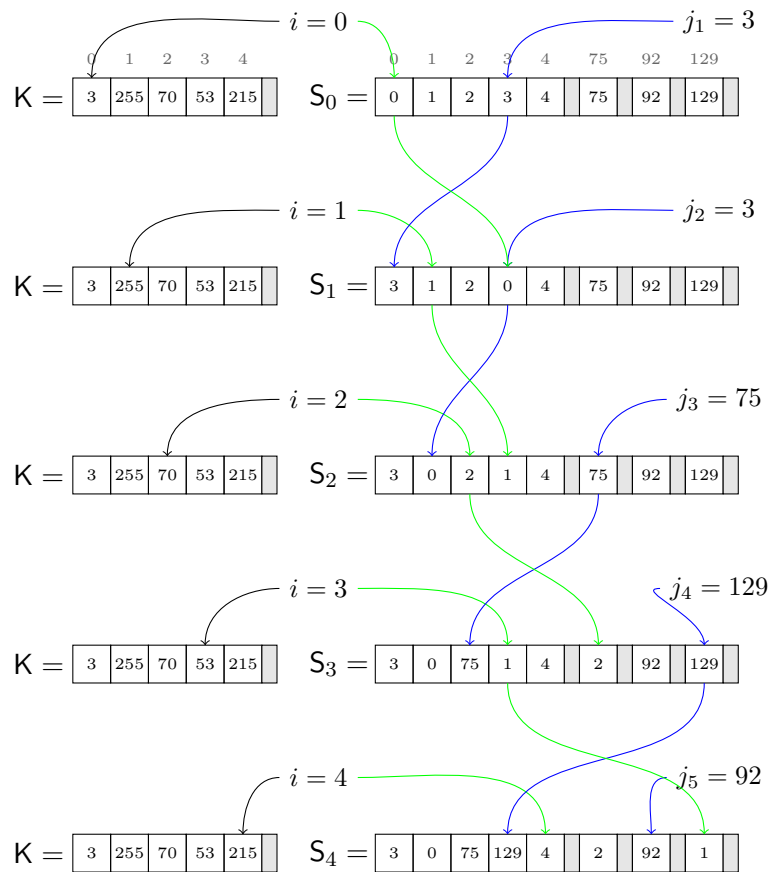 i = 0 j₁ = 3
0 1 2 3 4 0 1 2 3 4 75 92 129
K = 3 255 70 53 215 S₀ = 0 1 2 3 4 75 92 129
i = 1 j₂ = 3
K = 3 255 70 53 215 S₁ = 3 1 2 0 4 75 92 129
i = 2 j₃ = 75
K = 3 255 70 53 215 S₂ = 3 0 2 1 4 75 92 129
i = 3 j₄ = 129
K = 3 255 70 53 215 S₃ = 3 0 75 1 4 2 92 129
i = 4 j₅ = 92
K = 3 255 70 53 215 S₄ = 3 0 75 129 4 2 92 1